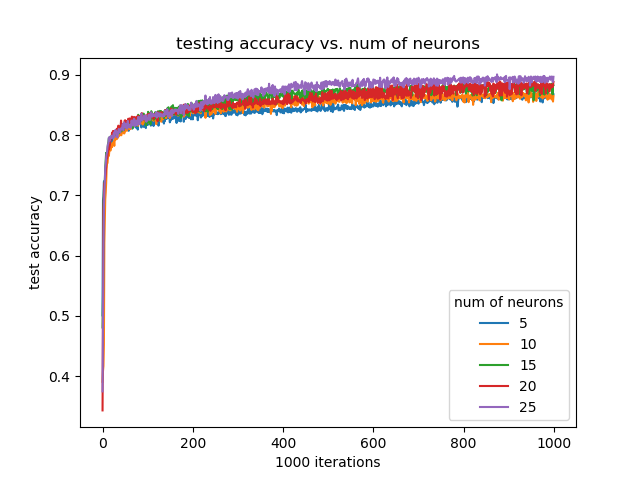 testing accuracy vs. num of neurons
test accuracy
0.9
0.8
0.7
0.6
0.5
0.4
num of neurons
5
10
15
20
25
0 200 400 600 800 1000
1000 iterations